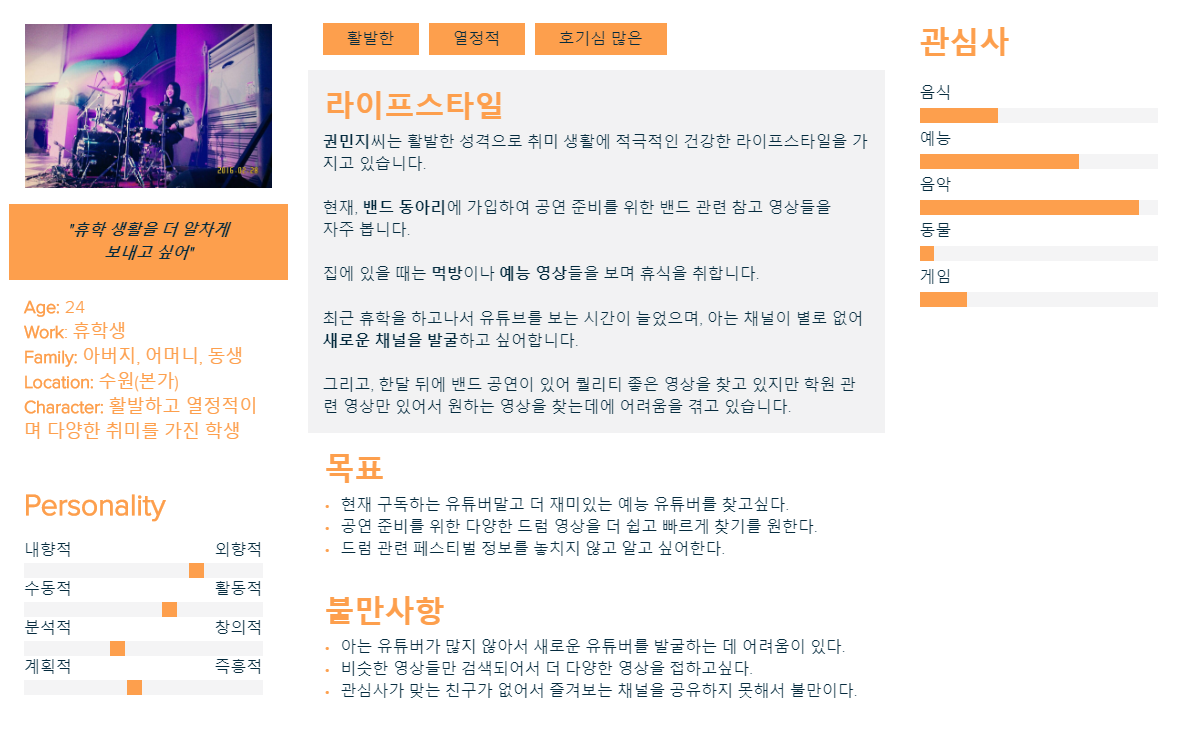 활발한
열정적
호기심 많은
2016-02-20
"휴학 생활을 더 알차게
보내고 싶어"
Age: 24
Work: 휴학생
Family: 아버지, 어머니, 동생
Location: 수원(본가)
Character: 활발하고 열정적이
며 다양한 취미를 가진 학생
Personality
내향적 외향적
수동적 활동적
분석적 창의적
계획적 즉흥적
라이프스타일
권민지씨는 활발한 성격으로 취미 생활에 적극적인 건강한 라이프스타일을 가
지고 있습니다.
현재, 밴드 동아리에 가입하여 공연 준비를 위한 밴드 관련 참고 영상들을
자주 봅니다.
집에 있을 때는 먹방이나 예능 영상들을 보며 휴식을 취합니다.
최근 휴학을 하고나서 유튜브를 보는 시간이 늘었으며, 아는 채널이 별로 없어
새로운 채널을 발굴하고 싶어합니다.
그리고, 한달 뒤에 밴드 공연이 있어 퀄리티 좋은 영상을 찾고 있지만 학원 관
련 영상만 있어서 원하는 영상을 찾는데에 어려움을 겪고 있습니다.
목표
• 현재 구독하는 유튜버말고 더 재미있는 예능 유튜버를 찾고싶다.
• 공연 준비를 위한 다양한 드럼 영상을 더 쉽고 빠르게 찾기를 원한다.
• 드럼 관련 페스티벌 정보를 놓치지 않고 알고 싶어한다.
불만사항
• 아는 유튜버가 많지 않아서 새로운 유튜버를 발굴하는 데 어려움이 있다.
• 비슷한 영상들만 검색되어서 더 다양한 영상을 접하고싶다.
• 관심사가 맞는 친구가 없어서 즐겨보는 채널을 공유하지 못해서 불만이다.
관심사
음식
예능
음악
동물
게임